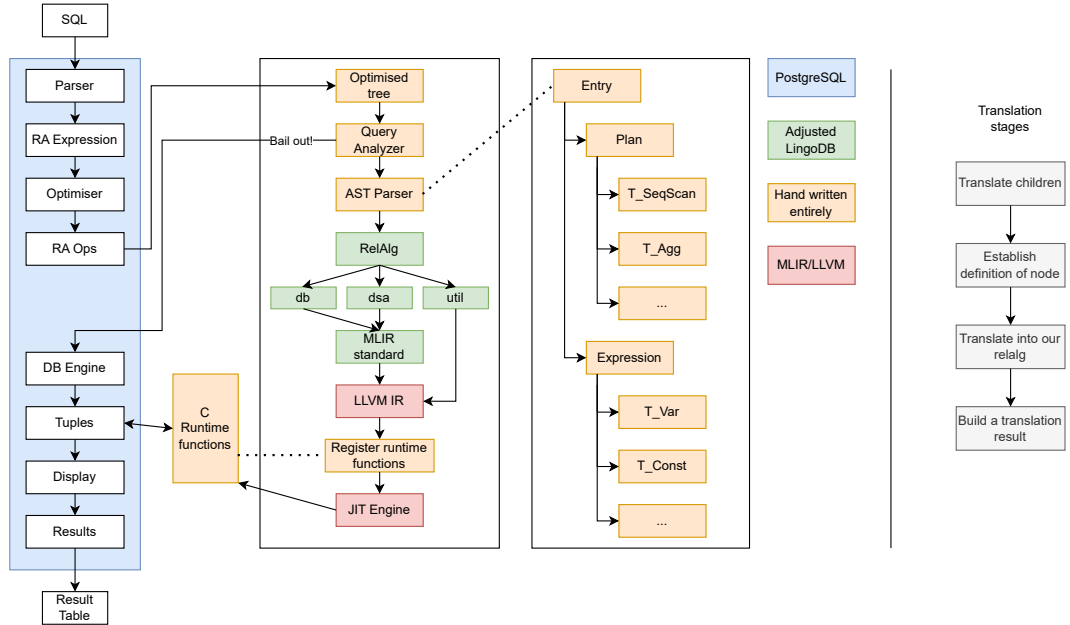 SQL
Parser
RA Expression
Optimiser
RA Ops
DB Engine
Tuples
Display
Results
Result
Table
C
Runtime
functions
Bail out!
Optimised
tree
Query
Analyzer
AST Parser
RelAlg
db
dsa
util
MLIR
standard
LLVM IR
Register runtime
functions
JIT Engine
Entry
Plan
T_SeqScan
T_Agg
...
Expression
T_Var
T_Const
...
PostgreSQL
Adjusted
LingoDB
Hand written
entirely
MLIR/LLVM
Translation
stages
Translate children
Establish
definition of node
Translate into our
relalg
Build a translation
result